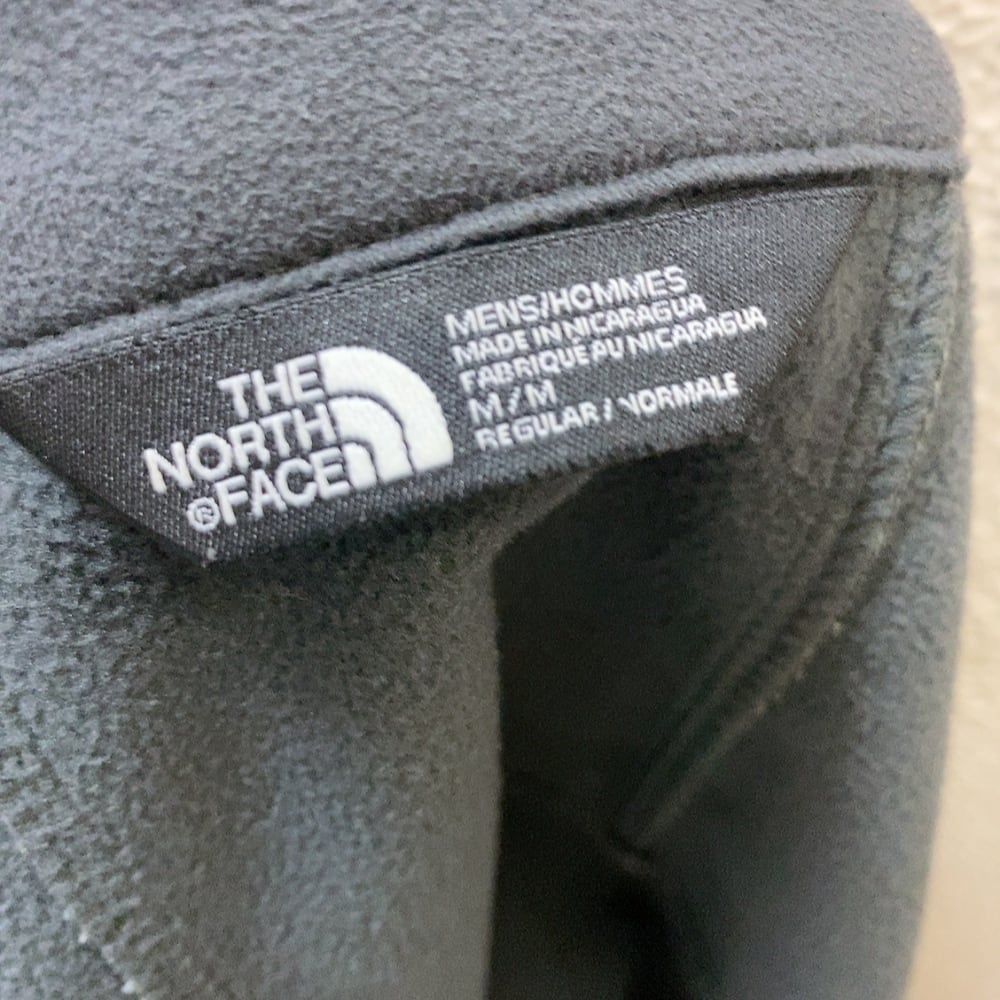 THE
NORTH
®FACE
MENS/HOMMES
MADE IN NICARAGUA
FABRIQUÉ AU NICARAGUA
M / M
REGULAR / NORMALE